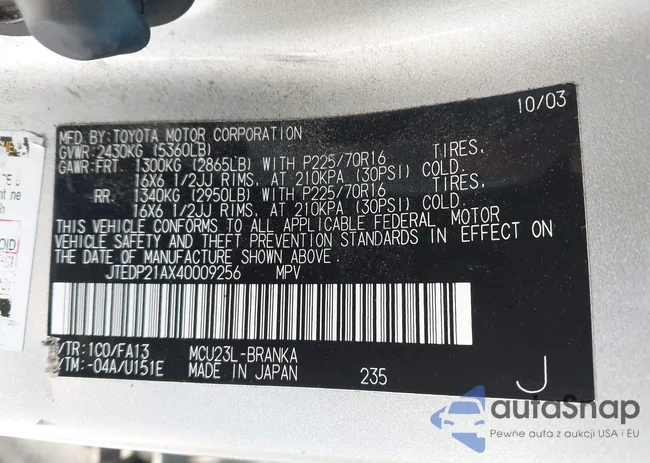 10/03
MFD. BY: TOYOTA MOTOR CORPORATION
GVWR: 2430KG (5360LB)
GAWR: FRT. 1300KG (2865LB) WITH P225/70R16 TIRES,
16X6 1/2JJ RIMS, AT 210KPA (30PSI) COLD.
RR. 1340KG (2950LB) WITH P225/70R16 TIRES,
16X6 1/2JJ RIMS, AT 210KPA (30PSI) COLD.
THIS VEHICLE CONFORMS TO ALL APPLICABLE FEDERAL MOTOR
VEHICLE SAFETY AND THEFT PREVENTION STANDARDS IN EFFECT ON
THE DATE OF MANUFACTURE SHOWN ABOVE.
JTEDP21AX40009256 MPV
/TR: 1C0/FA13 MCU23L-BRANKA
/TM: -04A/U151E MADE IN JAPAN 235 J
autaSnap
Pewne auta z aukcji USA i EU